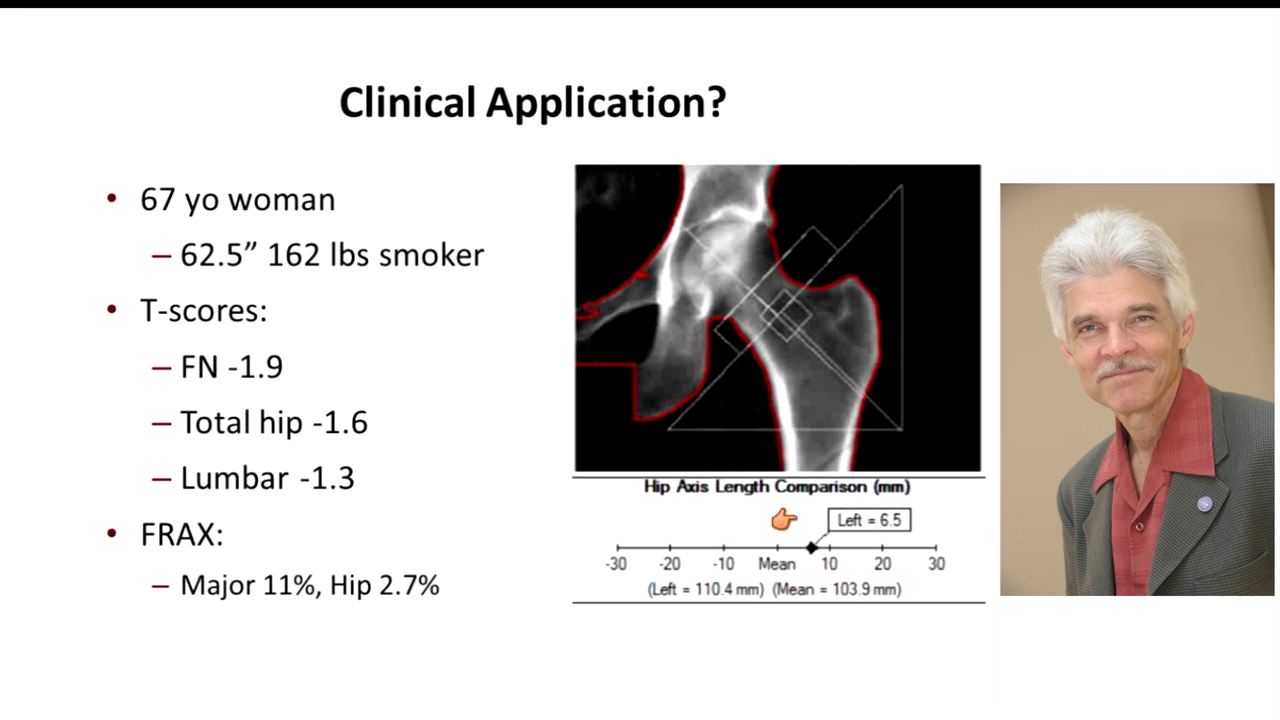 Clinical Application?
• 67 yo woman
– 62.5” 162 lbs smoker
• T-scores:
– FN -1.9
– Total hip -1.6
– Lumbar -1.3
• FRAX:
– Major 11%, Hip 2.7%
Hip Axis Length Comparison (mm)
Left = 6.5
-30 -20 -10 Mean 10 20 30
(Left = 110.4 mm) (Mean = 103.9 mm)